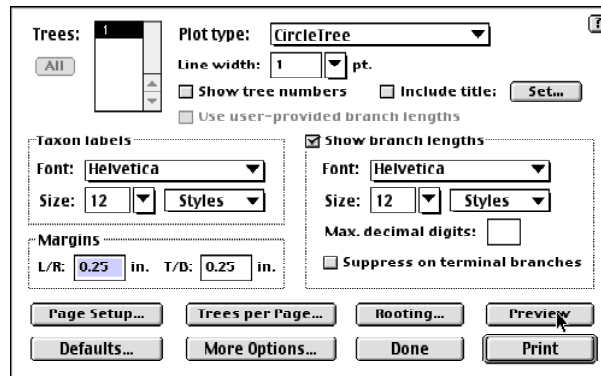 Trees: 1 Plot type: CircleTree ?
All Line width: 1 pt.
Show tree numbers Include title: Set...
Use user-provided branch lengths
Taxon labels Show branch lengths
Font: Helvetica Font: Helvetica
Size: 12 Styles Size: 12 Styles
Max. decimal digits:
Margins
L/R: 0.25 in. T/B: 0.25 in. Suppress on terminal branches
Page Setup... Trees per Page... Rooting... Preview
Defaults... More Options... Done Print